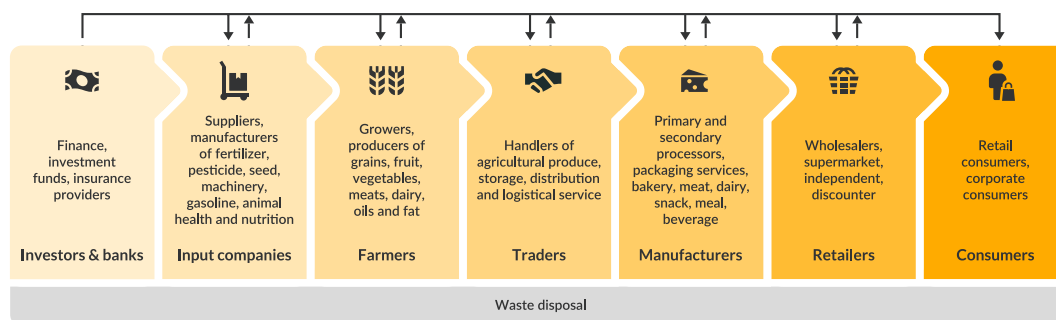 Finance,
investment
funds, insurance
providers
Investors & banks
Suppliers,
manufacturers
of fertilizer,
pesticide, seed,
machinery,
gasoline, animal
health and nutrition
Input companies
Growers,
producers of
grains, fruit,
vegetables,
meats, dairy,
oils and fat
Farmers
Handlers of
agricultural produce,
storage, distribution
and logistical service
Traders
Primary and
secondary
processors,
packaging services,
bakery, meat, dairy,
snack, meal,
beverage
Manufacturers
Wholesalers,
supermarket,
independent,
discounter
Retailers
Retail
consumers,
corporate
consumers
Consumers
Waste disposal